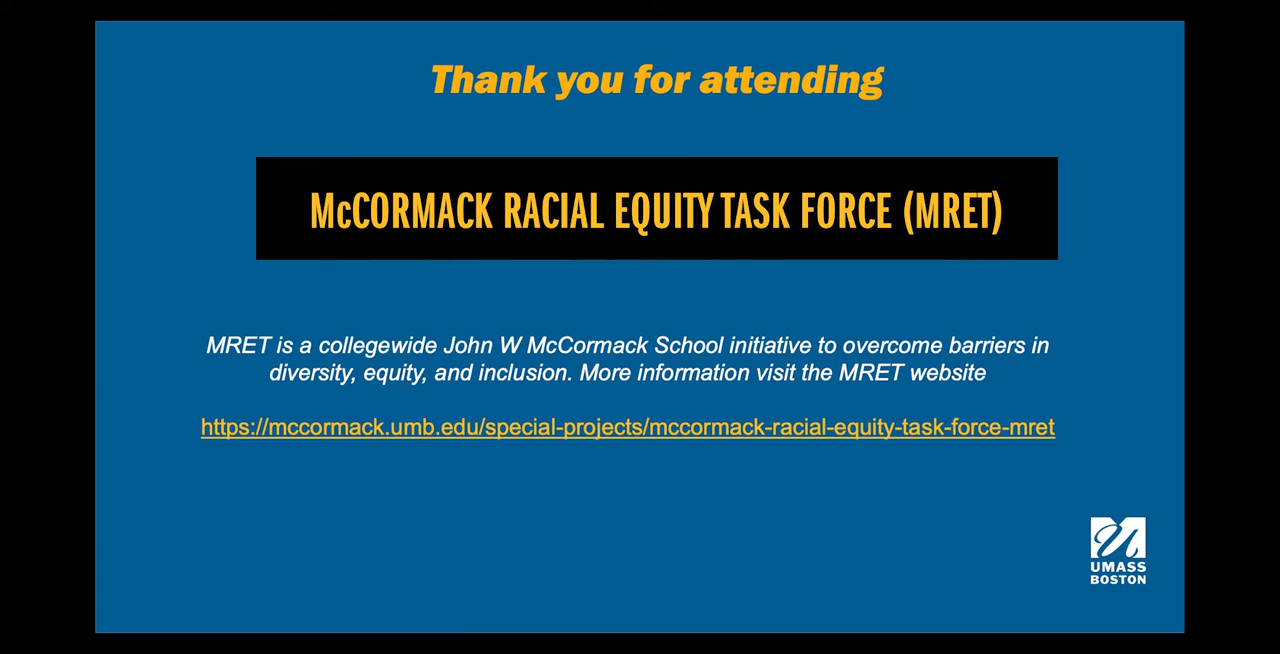 Thank you for attending
McCORMACK RACIAL EQUITY TASK FORCE (MRET)
MRET is a collegewide John W McCormack School initiative to overcome barriers in
diversity, equity, and inclusion. More information visit the MRET website
https://mccormack.umb.edu/special-projects/mccormack-racial-equity-task-force-mret
UMASS
BOSTON